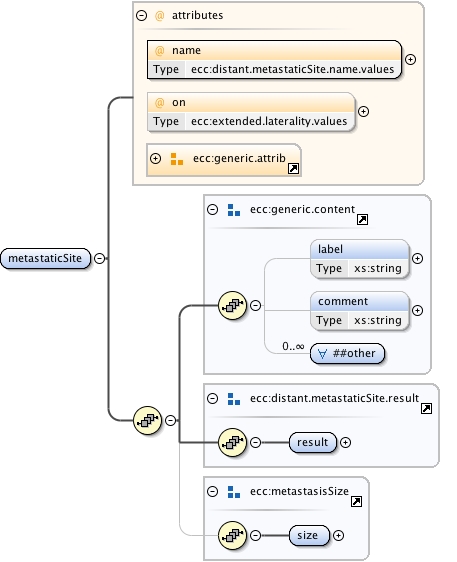 @ attributes
@ name
Type ecc:distant.metastaticSite.name.values
@ on
Type ecc:extended.laterality.values
ecc:generic.attrib
metastaticSite
ecc:generic.content
label
Type xs:string
comment
Type xs:string
0..∞
∀ ##other
ecc:distant.metastaticSite.result
result
ecc:metastasisSize
size